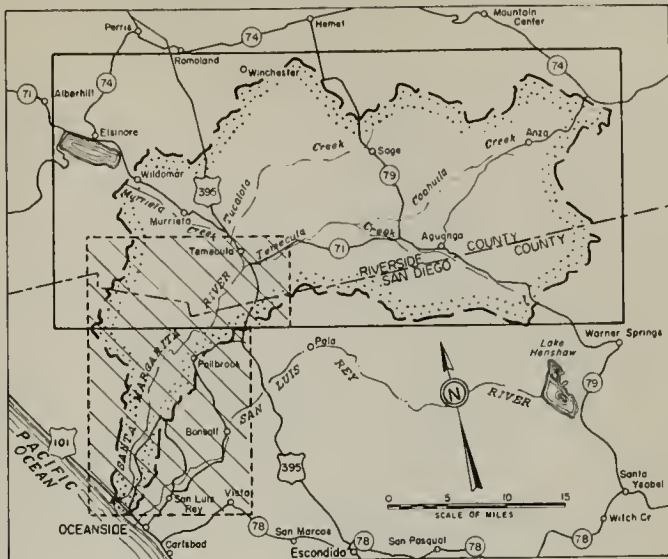 Mountain
Center
Perris
Hemet
74
74
Romoland
Winchester
74
74
71
Alberhill
Elsinore
Wildomar
Murrieta
Murrieta
Creek
395
Tucalota
Creek
Sage
79
Coahuila
Creek
Anza
Temecula
Temecula
Creek
71
Aguanga
RIVERSIDE COUNTY
SAN DIEGO COUNTY
SANTA MARGARITA RIVER
Fallbrook
Pala
SAN LUIS REY RIVER
Bonsall
N
Lake
Henshaw
Warner Springs
79
101
PACIFIC
OCEAN
395
San Luis
Rey
Vista
OCEANSIDE
Carlsbad
78
San Marcos
Escondido
78
San Pasqual
78
78
Santa
Ysabel
Witch Cr
0 5 10 15
SCALE OF MILES